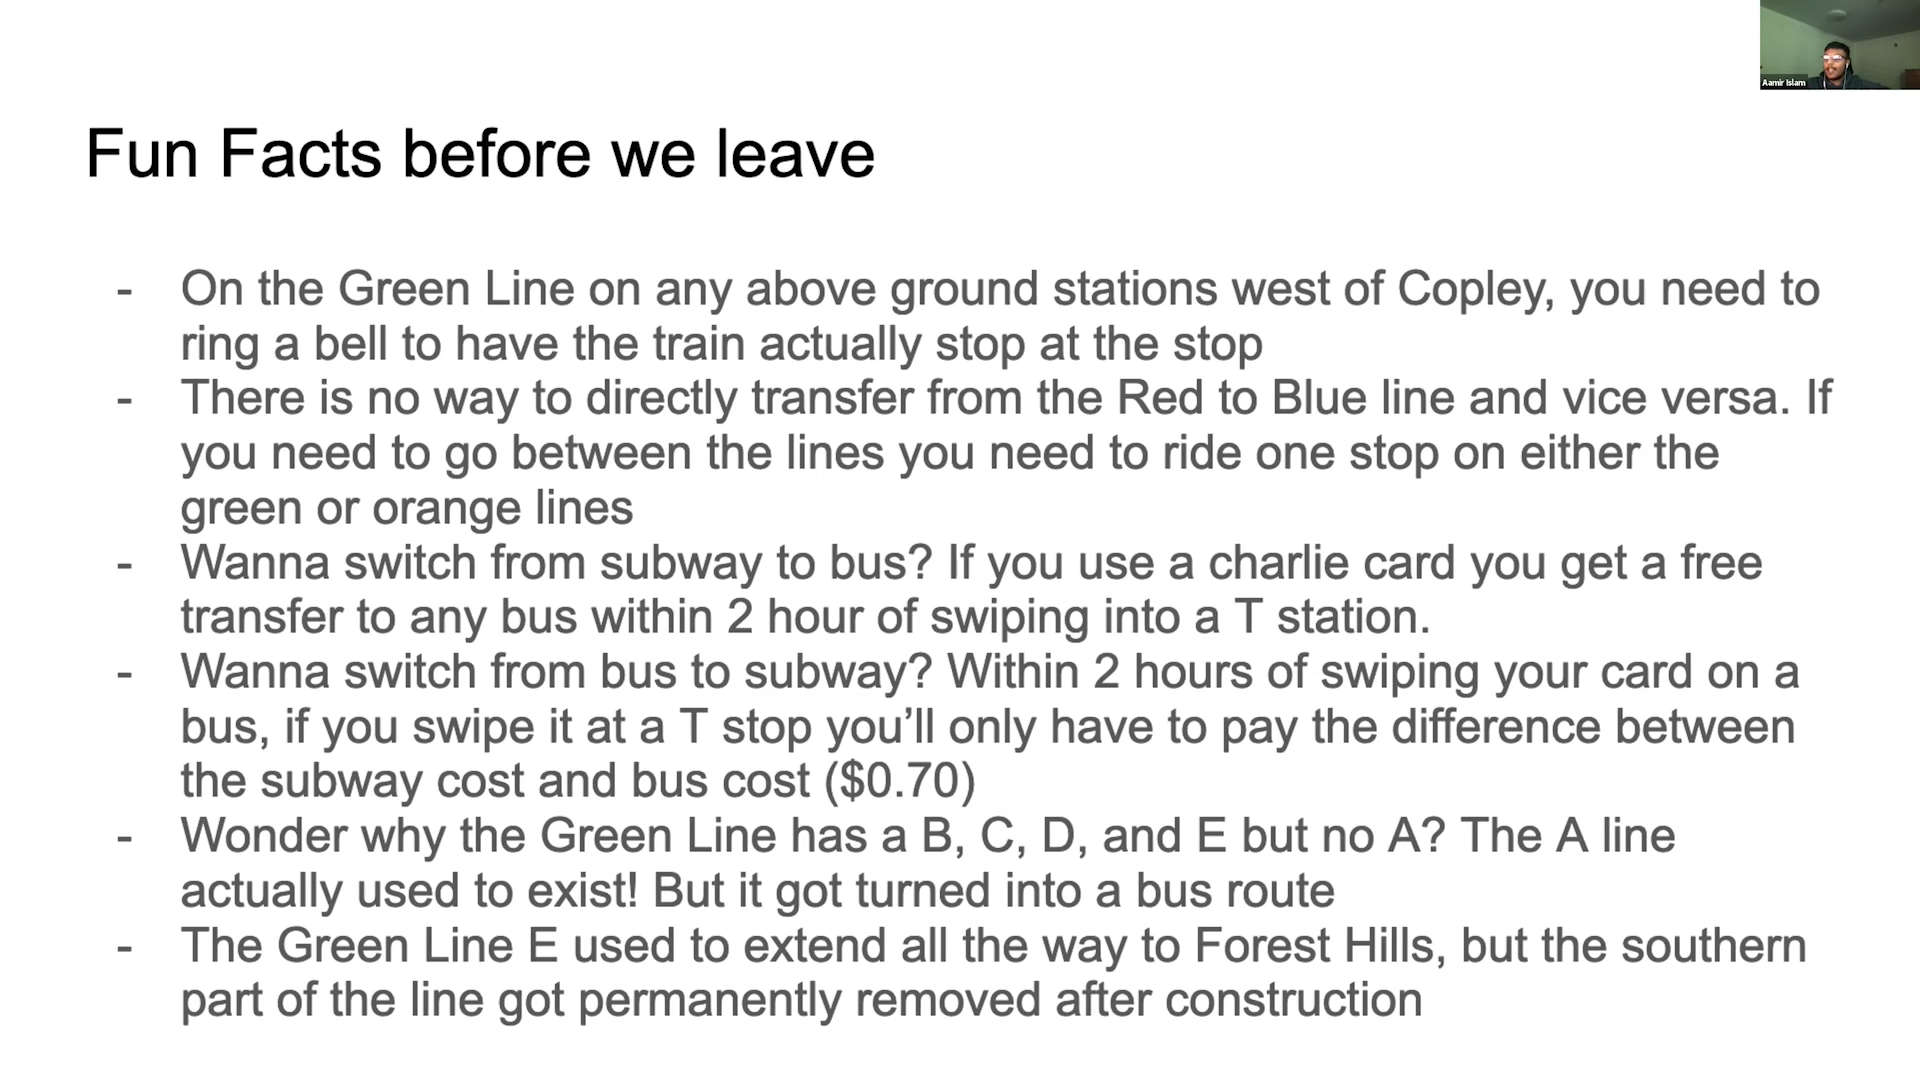 Aamir Islam
Fun Facts before we leave
- On the Green Line on any above ground stations west of Copley, you need to
ring a bell to have the train actually stop at the stop
- There is no way to directly transfer from the Red to Blue line and vice versa. If
you need to go between the lines you need to ride one stop on either the
green or orange lines
- Wanna switch from subway to bus? If you use a charlie card you get a free
transfer to any bus within 2 hour of swiping into a T station.
- Wanna switch from bus to subway? Within 2 hours of swiping your card on a
bus, if you swipe it at a T stop you’ll only have to pay the difference between
the subway cost and bus cost ($0.70)
- Wonder why the Green Line has a B, C, D, and E but no A? The A line
actually used to exist! But it got turned into a bus route
- The Green Line E used to extend all the way to Forest Hills, but the southern
part of the line got permanently removed after construction